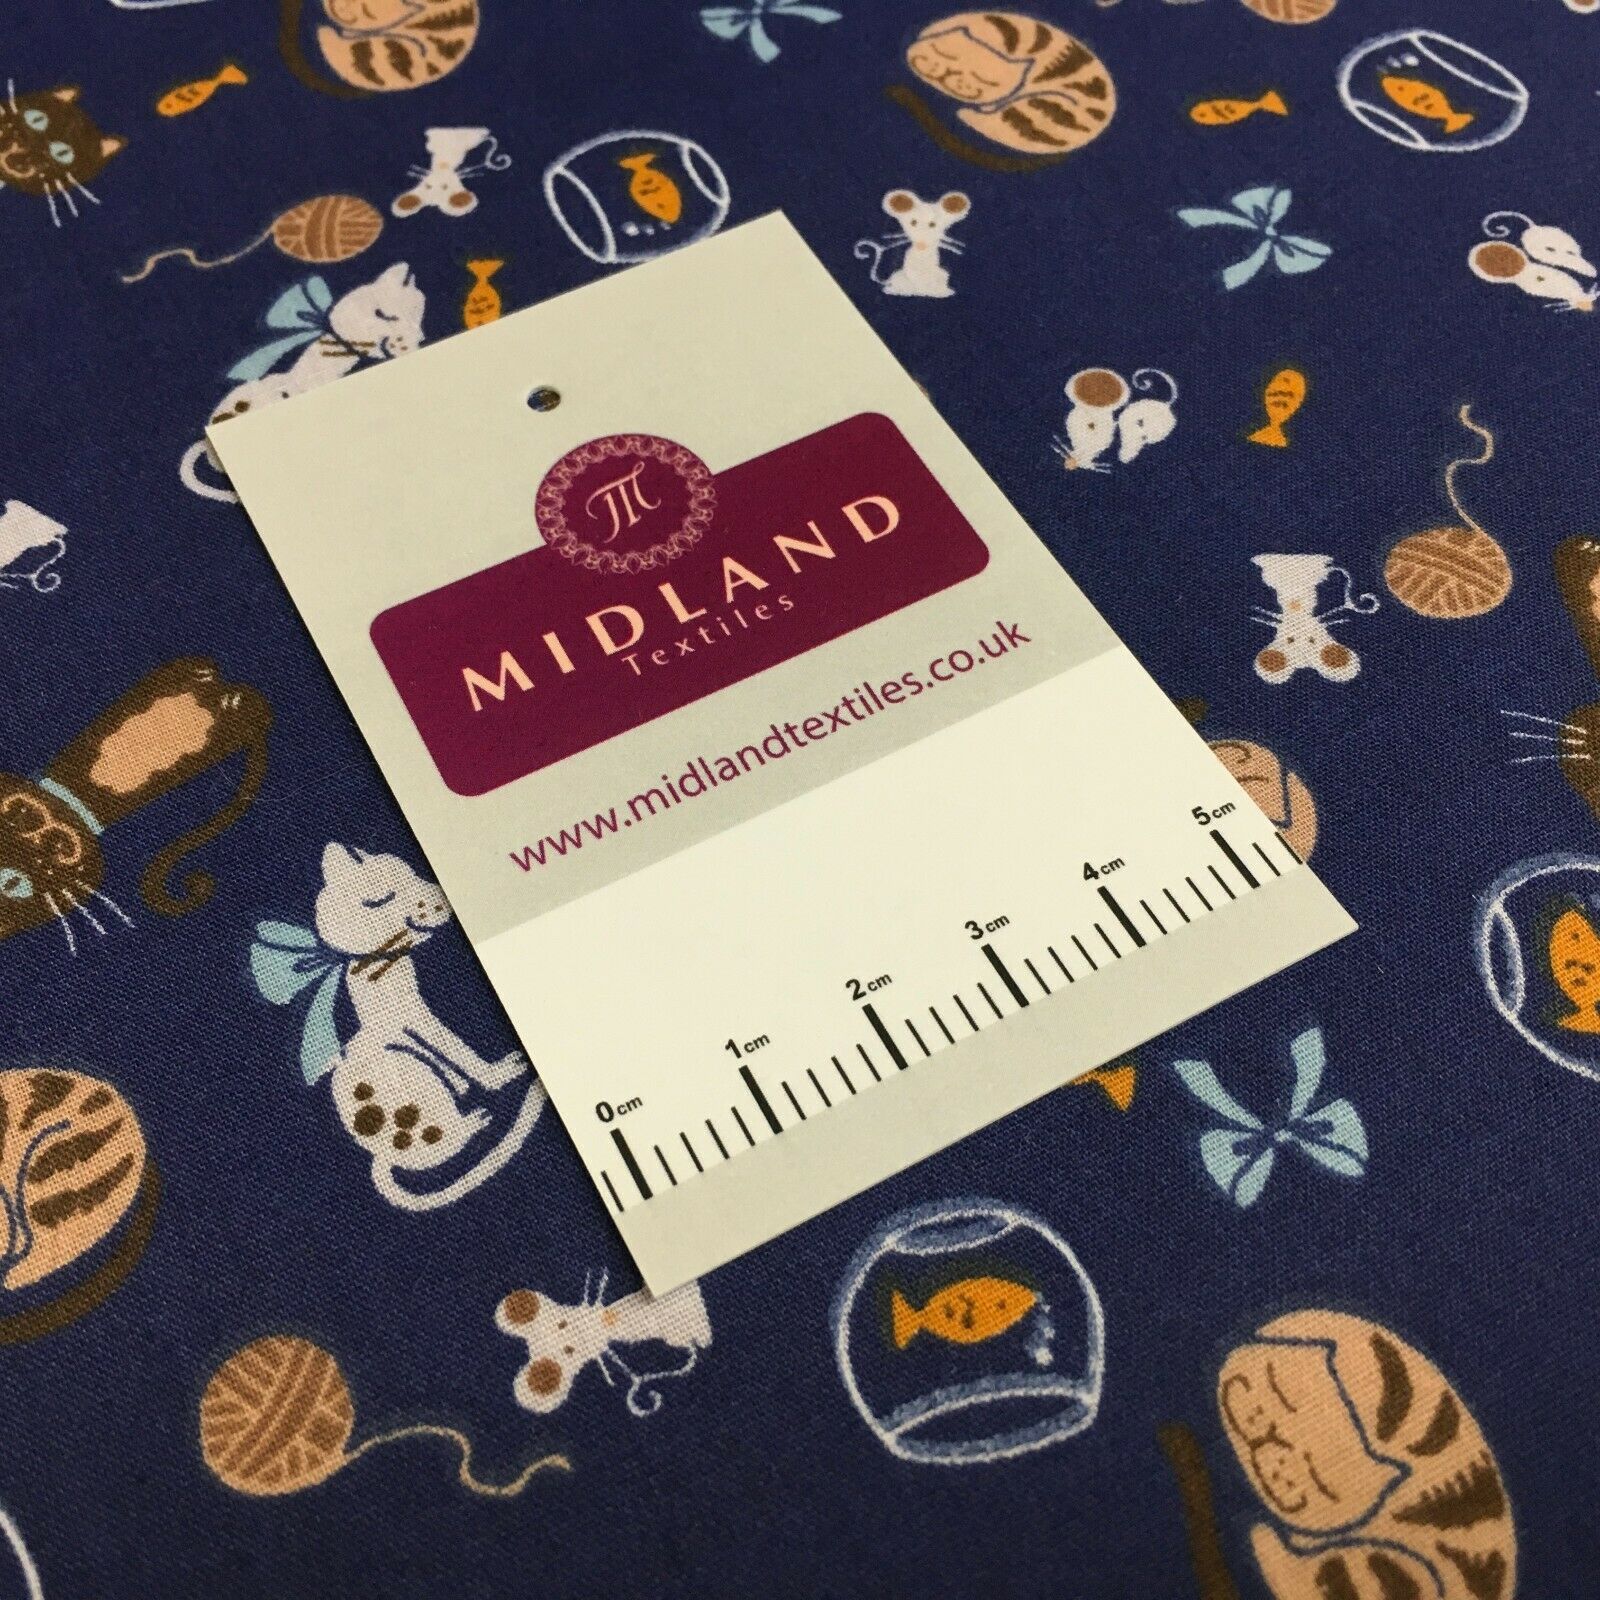 M
MIDLAND
Textiles
www.midlandtextiles.co.uk
0cm 1cm 2cm 3cm 4cm 5cm